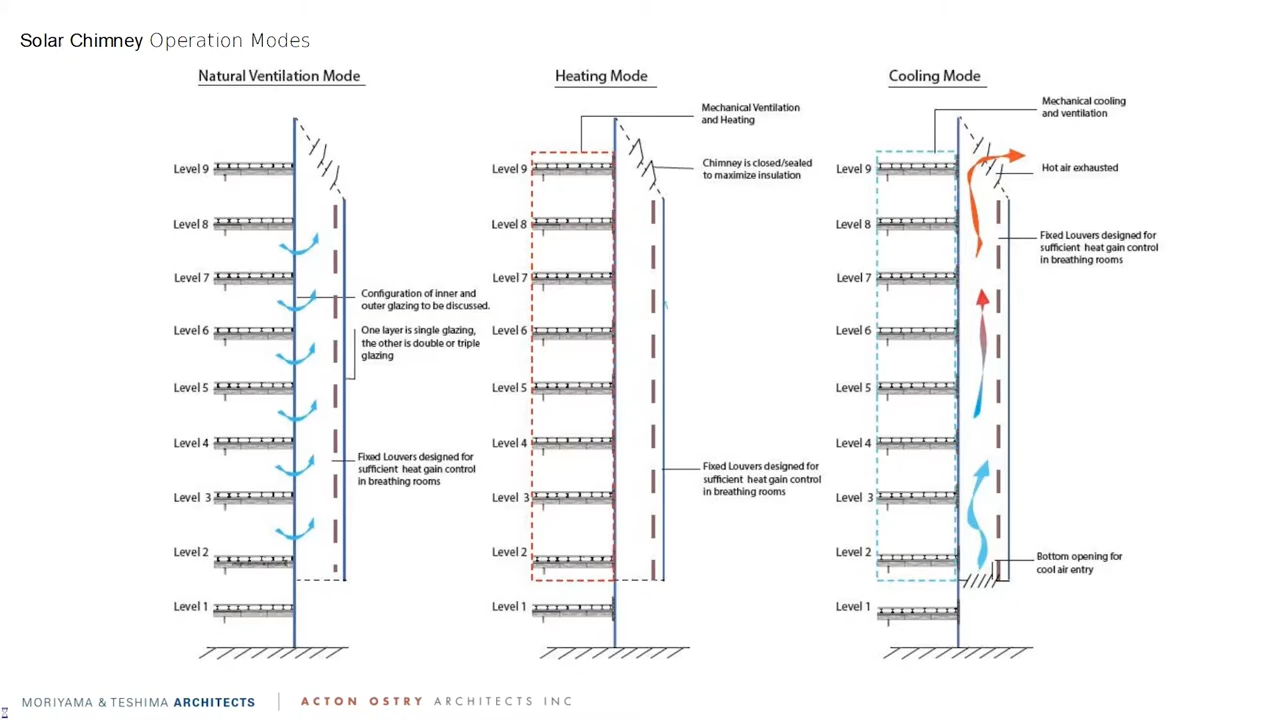 Solar Chimney Operation Modes
Natural Ventilation Mode
Level 9
Level 8
Level 7
Level 6
Level 5
Level 4
Level 3
Level 2
Level 1
Configuration of inner and
outer glazing to be discussed.
One layer is single glazing,
the other is double or triple
glazing
Fixed Louvers designed for
sufficient heat gain control
in breathing rooms
Heating Mode
Mechanical Ventilation
and Heating
Chimney is closed/sealed
to maximize insulation
Level 9
Level 8
Level 7
Level 6
Level 5
Level 4
Level 3
Level 2
Level 1
Fixed Louvers designed for
sufficient heat gain control
in breathing rooms
Cooling Mode
Mechanical cooling
and ventilation
Hot air exhausted
Level 9
Level 8
Level 7
Level 6
Level 5
Level 4
Level 3
Level 2
Level 1
Fixed Louvers designed for
sufficient heat gain control
in breathing rooms
Bottom opening for
cool air entry
MORIYAMA & TESHIMA ARCHITECTS
ACTON OSTRY ARCHITECTS INC